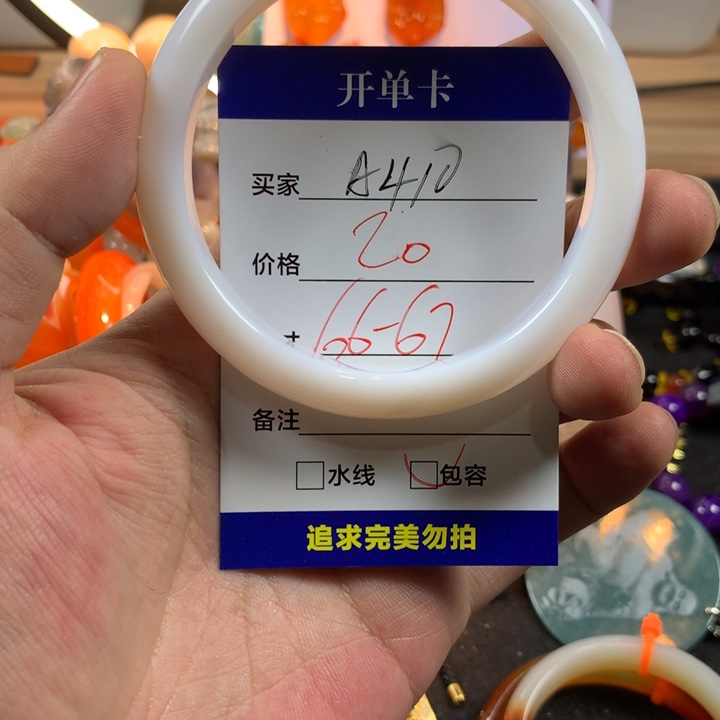 开单卡
买家 A410
价格 20
寸 66-67
备注
水线 包容
追求完美勿拍